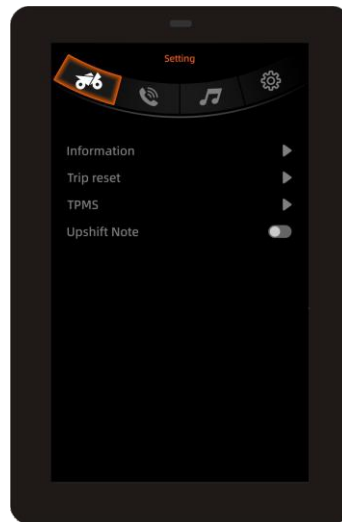 Setting
Information
Trip reset
TPMS
Upshift Note